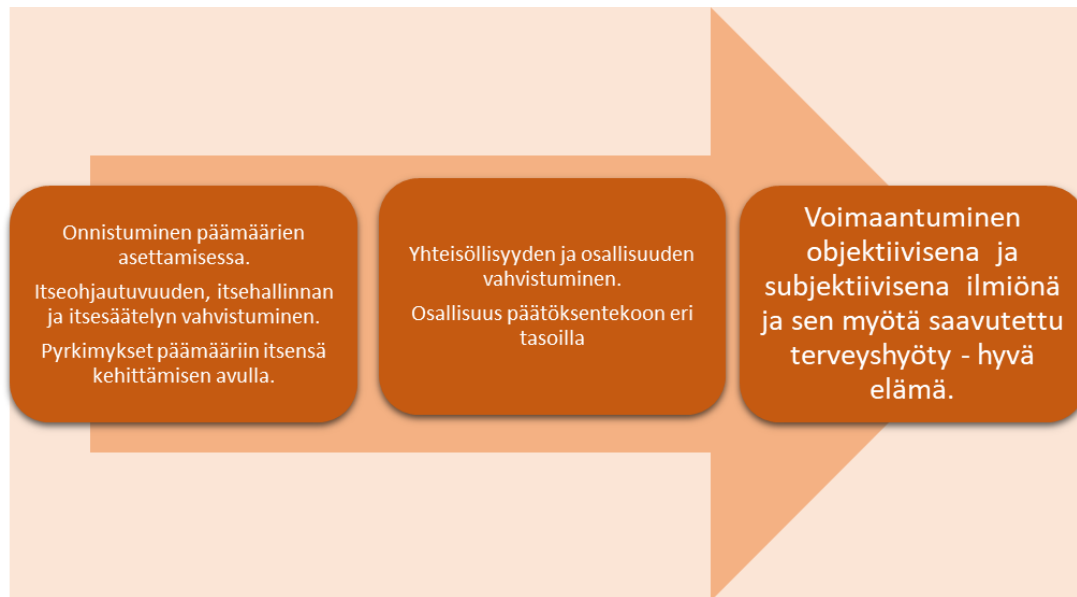 Onnistuminen päämäärien
asettamisessa.
Itseohjautuvuuden, itsehallinnan
ja itsesäätelyn vahvistuminen.
Pyrkimykset päämääriin itsensä
kehittämisen avulla.
Yhteisöllisyyden ja osallisuuden
vahvistuminen.
Osallisuus päätöksentekoon eri
tasoilla
Voimaantuminen
objektiivisena ja
subjektiivisena ilmiönä
ja sen myötä saavutettu
terveyshyöty - hyvä
elämä.